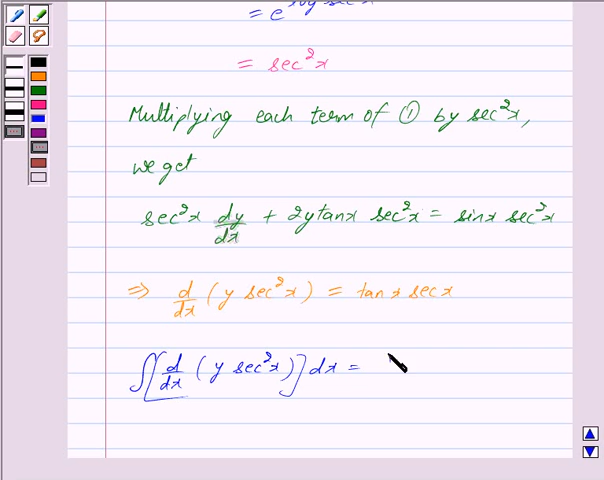 = e^
= sec²x
Multiplying each term of ① by sec²x,
we get
sec²x dy/dx + 2y tanx sec²x = sinx sec²x
⇒ d/dx (y sec²x) = tanx secx
∫[d/dx (y sec²x)] dx =